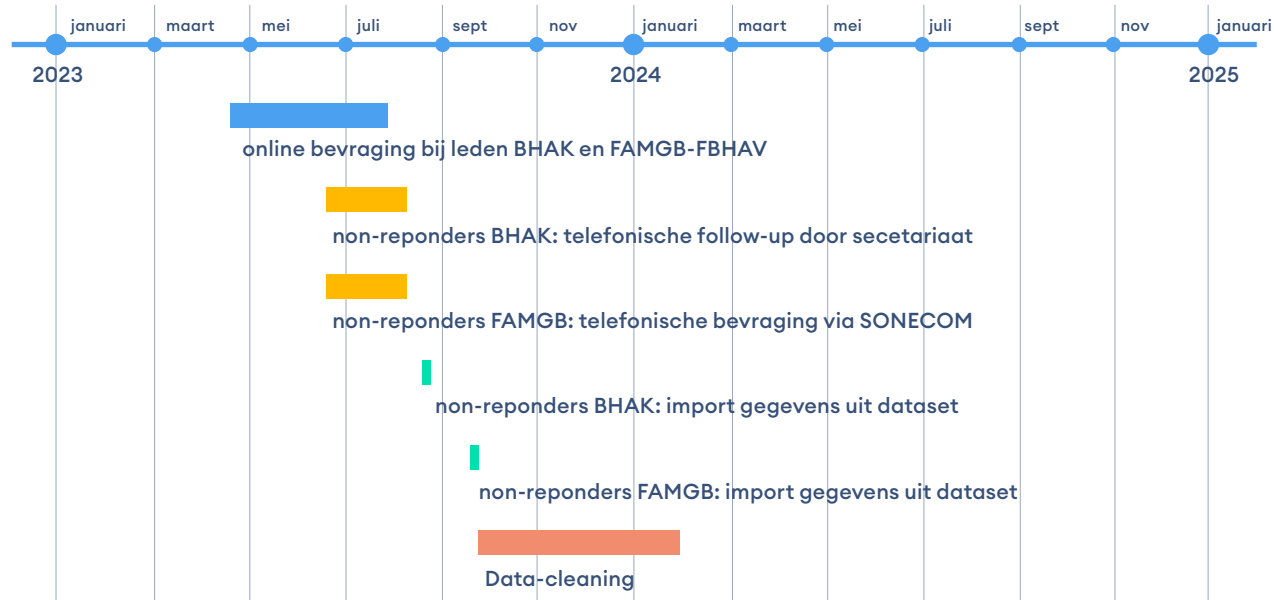 januari maart mei juli sept nov januari maart mei juli sept nov januari
2023 2024 2025
online bevraging bij leden BHAK en FAMGB-FBHAV
non-reponders BHAK: telefonische follow-up door secetariaat
non-reponders FAMGB: telefonische bevraging via SONECOM
non-reponders BHAK: import gegevens uit dataset
non-reponders FAMGB: import gegevens uit dataset
Data-cleaning